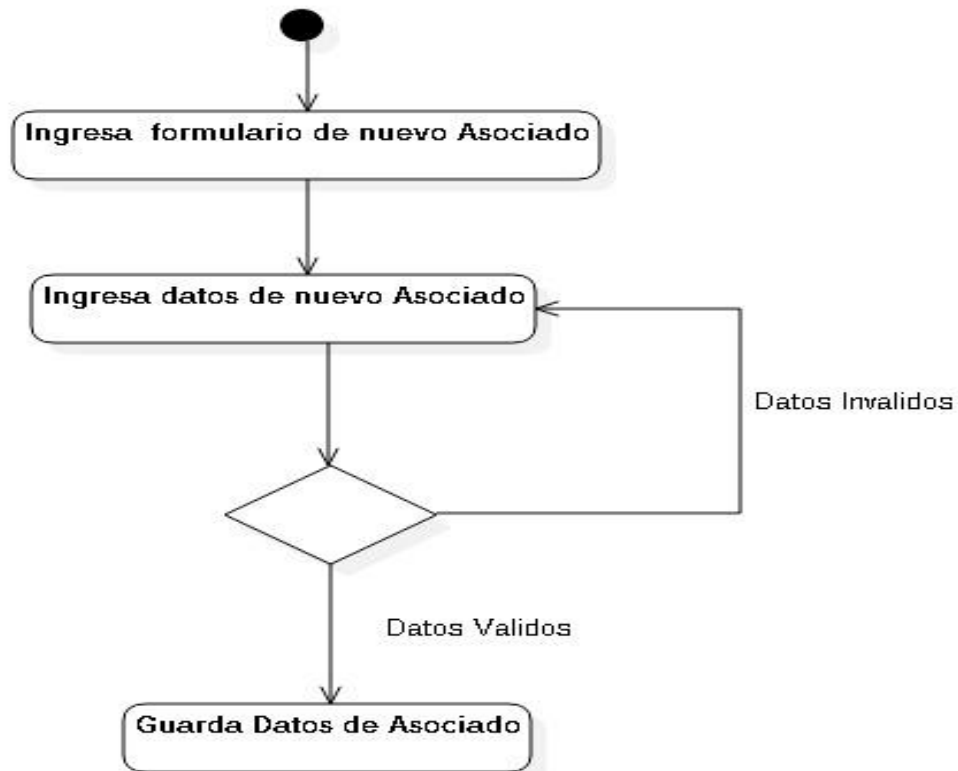 Ingresa formulario de nuevo Asociado
Ingresa datos de nuevo Asociado
Datos Invalidos
Datos Validos
Guarda Datos de Asociado